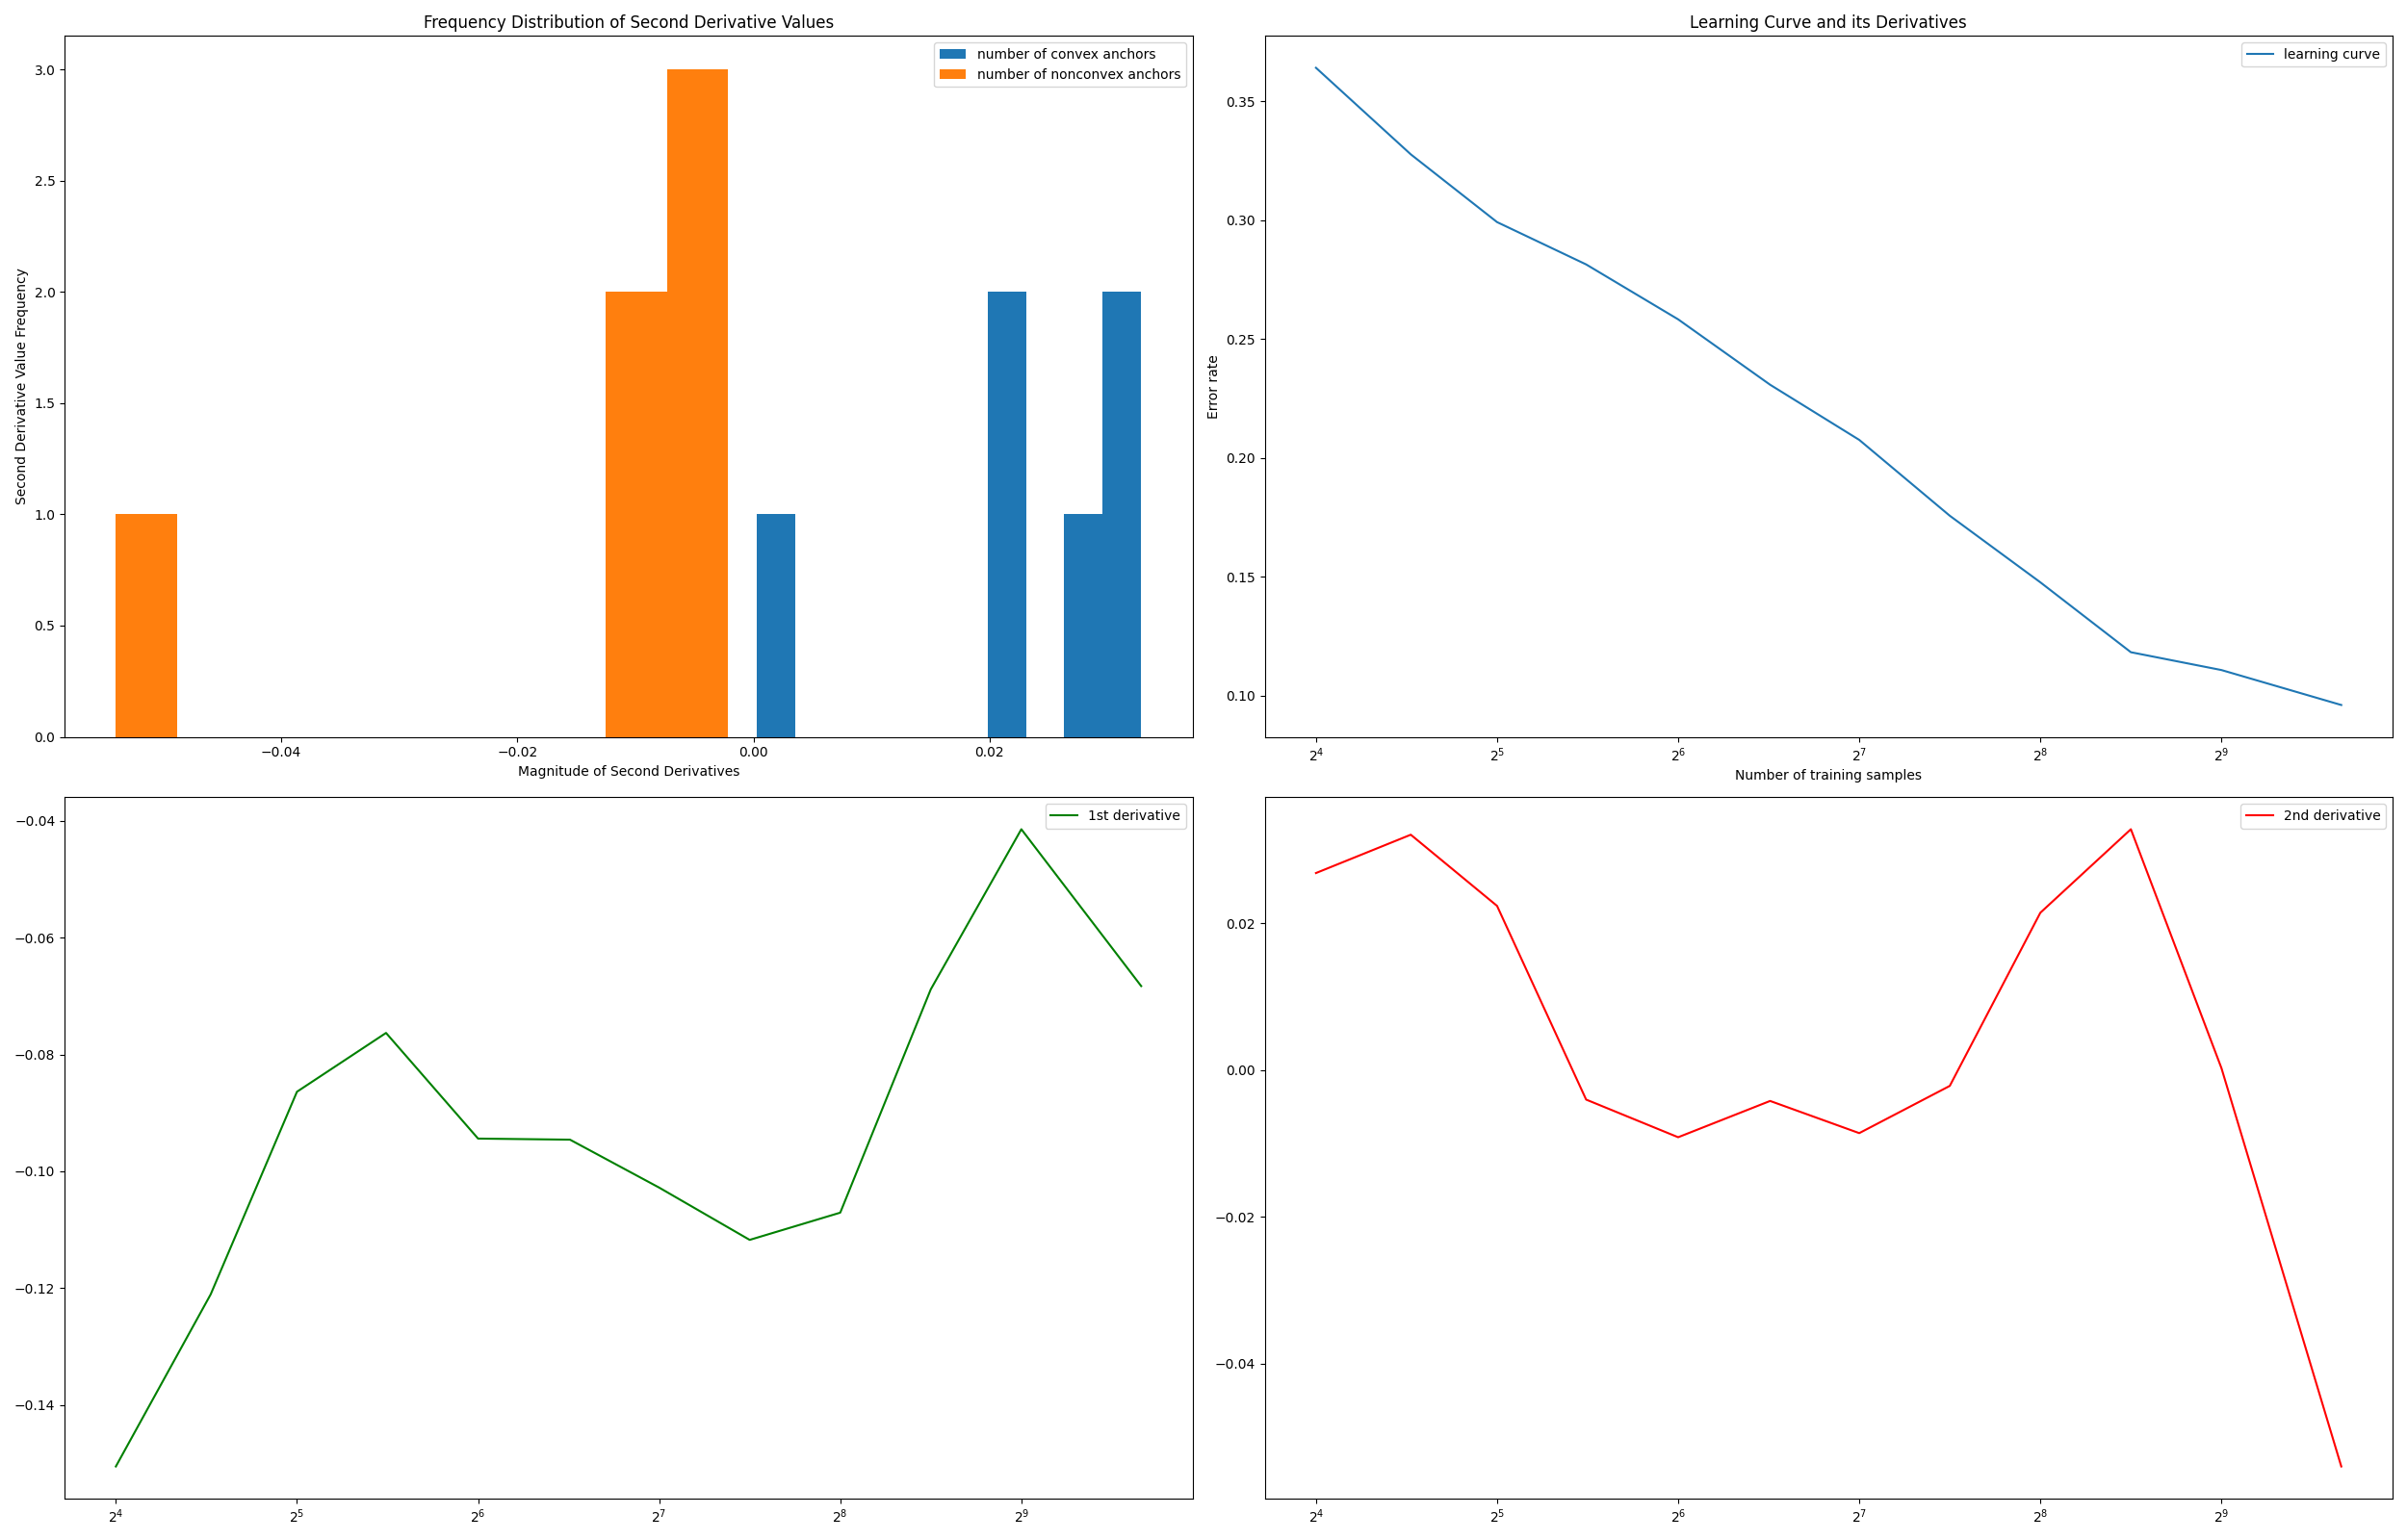 Frequency Distribution of Second Derivative Values
number of convex anchors
number of nonconvex anchors
Second Derivative Value Frequency
3.0
2.5
2.0
1.5
1.0
0.5
0.0
−0.04 −0.02 0.00 0.02
Magnitude of Second Derivatives
Learning Curve and its Derivatives
learning curve
Error rate
0.35
0.30
0.25
0.20
0.15
0.10
2⁴ 2⁵ 2⁶ 2⁷ 2⁸ 2⁹
Number of training samples
1st derivative
−0.04
−0.06
−0.08
−0.10
−0.12
−0.14
2⁴ 2⁵ 2⁶ 2⁷ 2⁸ 2⁹
2nd derivative
0.02
0.00
−0.02
−0.04
2⁴ 2⁵ 2⁶ 2⁷ 2⁸ 2⁹